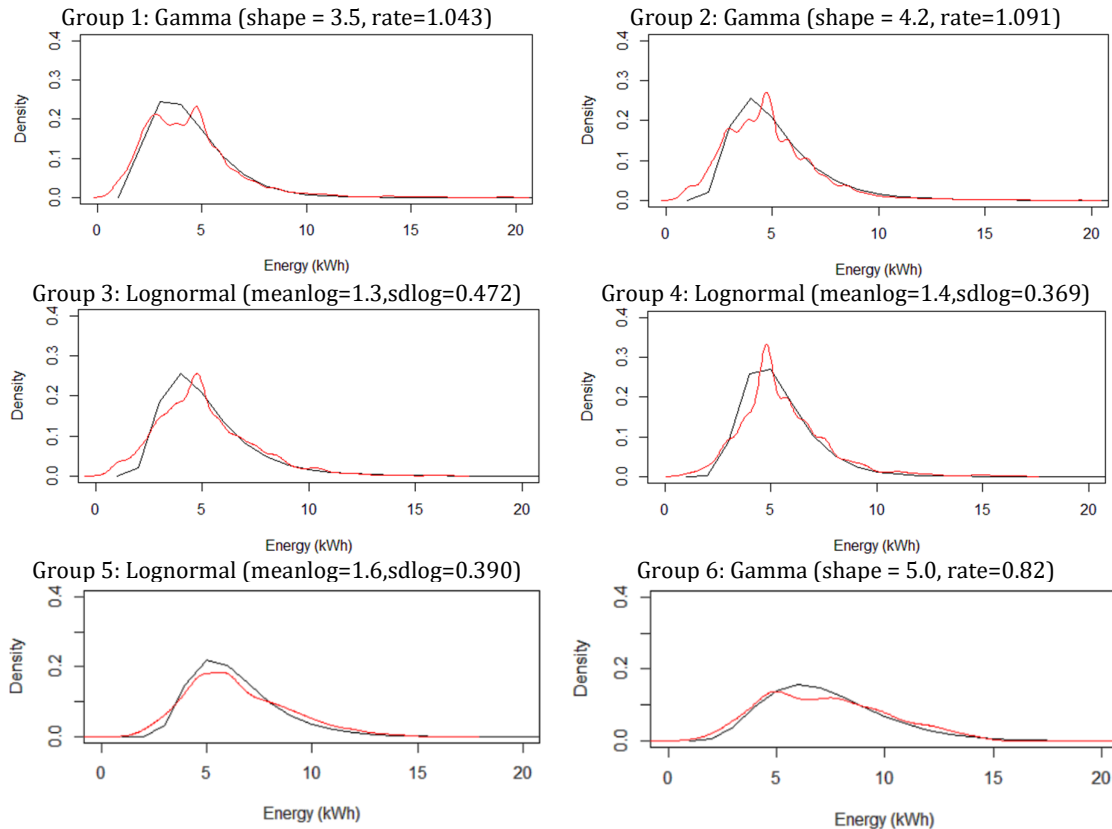 Group 1: Gamma (shape = 3.5, rate=1.043)
Density
0.0 0.1 0.2 0.3 0.4
0 5 10 15 20
Energy (kWh)
Group 2: Gamma (shape = 4.2, rate=1.091)
Density
0.0 0.1 0.2 0.3 0.4
0 5 10 15 20
Energy (kWh)
Group 3: Lognormal (meanlog=1.3,sdlog=0.472)
Density
0.0 0.1 0.2 0.3 0.4
0 5 10 15 20
Energy (kWh)
Group 4: Lognormal (meanlog=1.4,sdlog=0.369)
Density
0.0 0.1 0.2 0.3 0.4
0 5 10 15 20
Energy (kWh)
Group 5: Lognormal (meanlog=1.6,sdlog=0.390)
Density
0.0 0.2 0.4
0 5 10 15 20
Energy (kWh)
Group 6: Gamma (shape = 5.0, rate=0.82)
Density
0.0 0.2 0.4
0 5 10 15 20
Energy (kWh)